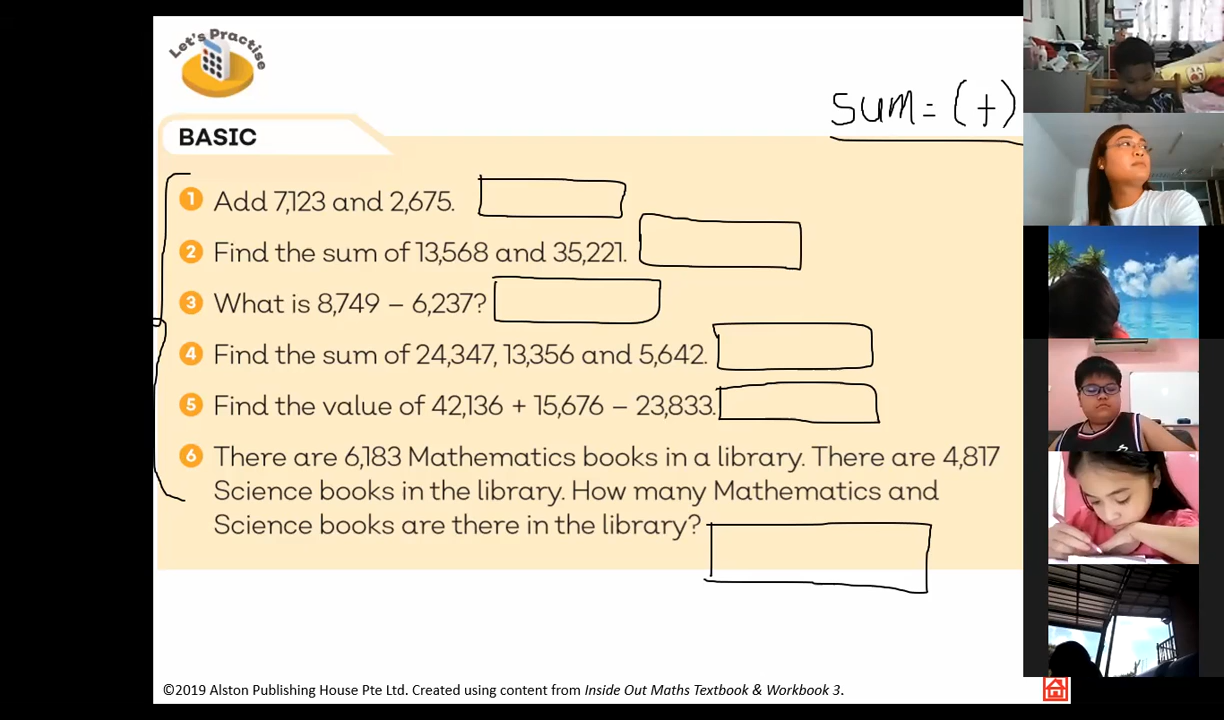 Let's Practise
sum = (+)
BASIC
1 Add 7,123 and 2,675.
2 Find the sum of 13,568 and 35,221.
3 What is 8,749 – 6,237?
4 Find the sum of 24,347, 13,356 and 5,642.
5 Find the value of 42,136 + 15,676 – 23,833.
6 There are 6,183 Mathematics books in a library. There are 4,817
Science books in the library. How many Mathematics and
Science books are there in the library?
©2019 Alston Publishing House Pte Ltd. Created using content from Inside Out Maths Textbook & Workbook 3.